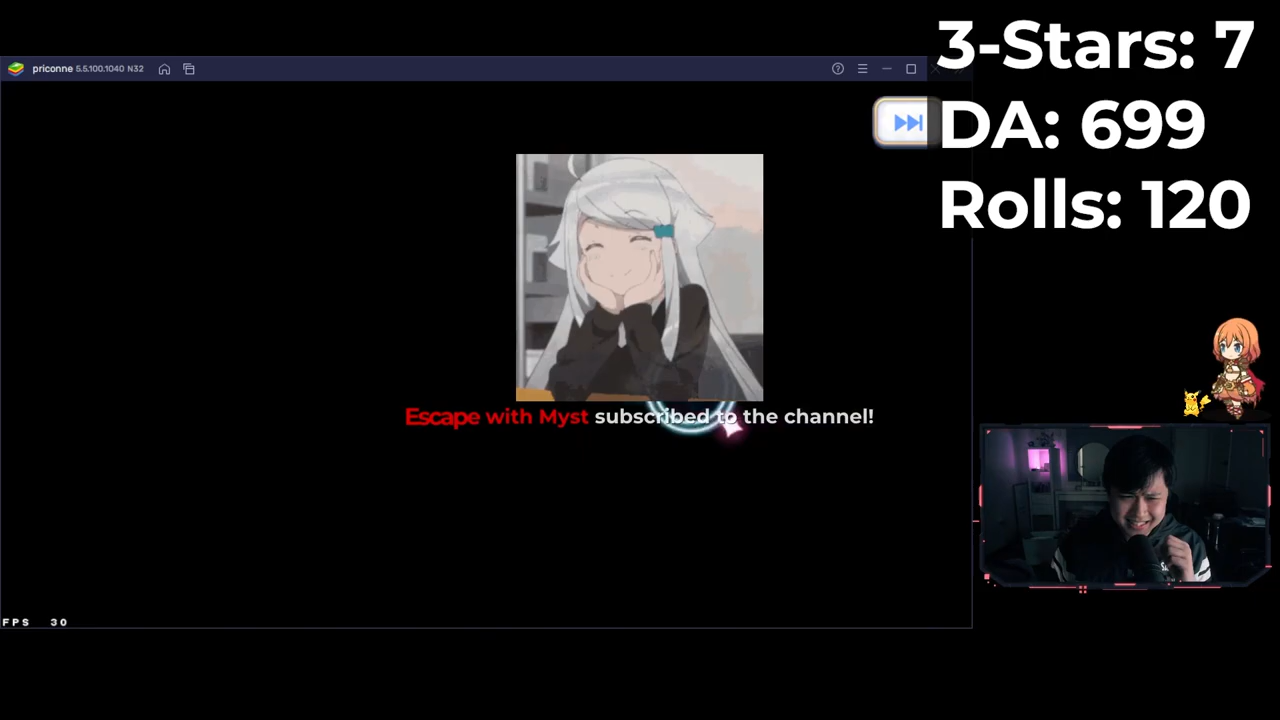 priconne 5.5.100.1040 N32
3-Stars: 7
DA: 699
Rolls: 120
Escape with Myst subscribed to the channel!
FPS 30